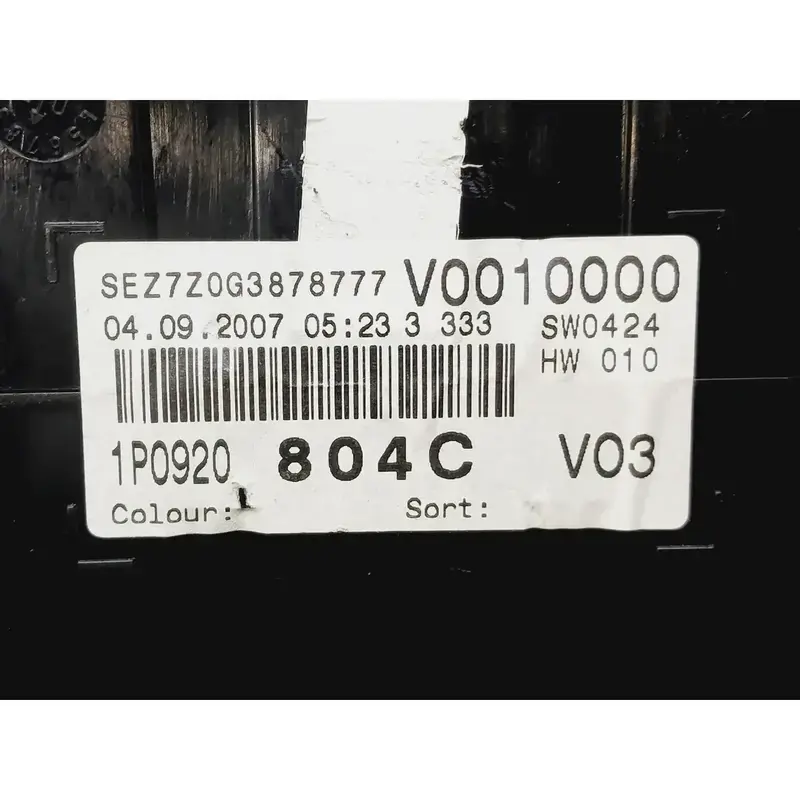 SEZ7Z0G3878777 V0010000
04.09.2007 05:23 3 333 SW0424
HW 010
1P0920 804C V03
Colour: Sort: